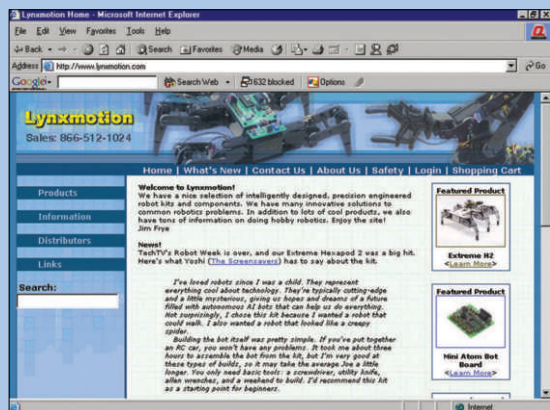 Lynxmotion Home - Microsoft Internet Explorer
File Edit View Favorites Tools Help
Back Search Favorites Media
Address http://www.lynxmotion.com Go
Google Search Web 632 blocked Options
Lynxmotion
Sales: 866-512-1024
Home | What's New | Contact Us | About Us | Safety | Login | Shopping Cart
Products
Information
Distributors
Links
Search:
Welcome to Lynxmotion!
We have a nice selection of intelligently designed, precision engineered
robot kits and components. We have many innovative solutions to
common robotics problems. In addition to lots of cool products, we also
have tons of information on doing hobby robotics. Enjoy the site!
Jim Frye
News!
TechTV's Robot Week is over, and our Extreme Hexapod 2 was a big hit.
Here's what Yoshi (The Screensavers) has to say about the kit.
I've loved robots since I was a child. They represent
everything cool about technology. They're typically cutting-edge
and a little mysterious, giving us hopes and dreams of a future
filled with autonomous AI bots that can help us do everything.
Not surprisingly, I chose this kit because I wanted a robot that
could walk. I also wanted a robot that looked like a creepy
spider.
Building the bot itself was pretty simple. If you've put together
an RC car, you won't have any problems. It took me about three
hours to assemble the bot from the kit, but I'm very good at
these types of builds, so it may take the average Joe a little
longer. You only need basic tools: a screwdriver, utility knife,
allen wrenches, and a weekend to build. I'd recommend this kit
as a starting point for beginners.
Featured Product
Extreme H2
<Learn More>
Featured Product
Mini Atom Bot
Board
<Learn More>
Internet